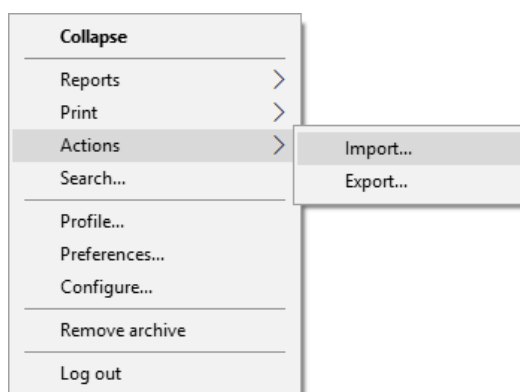 Collapse
Reports
Print
Actions
Search...
Import...
Export...
Profile...
Preferences...
Configure...
Remove archive
Log out